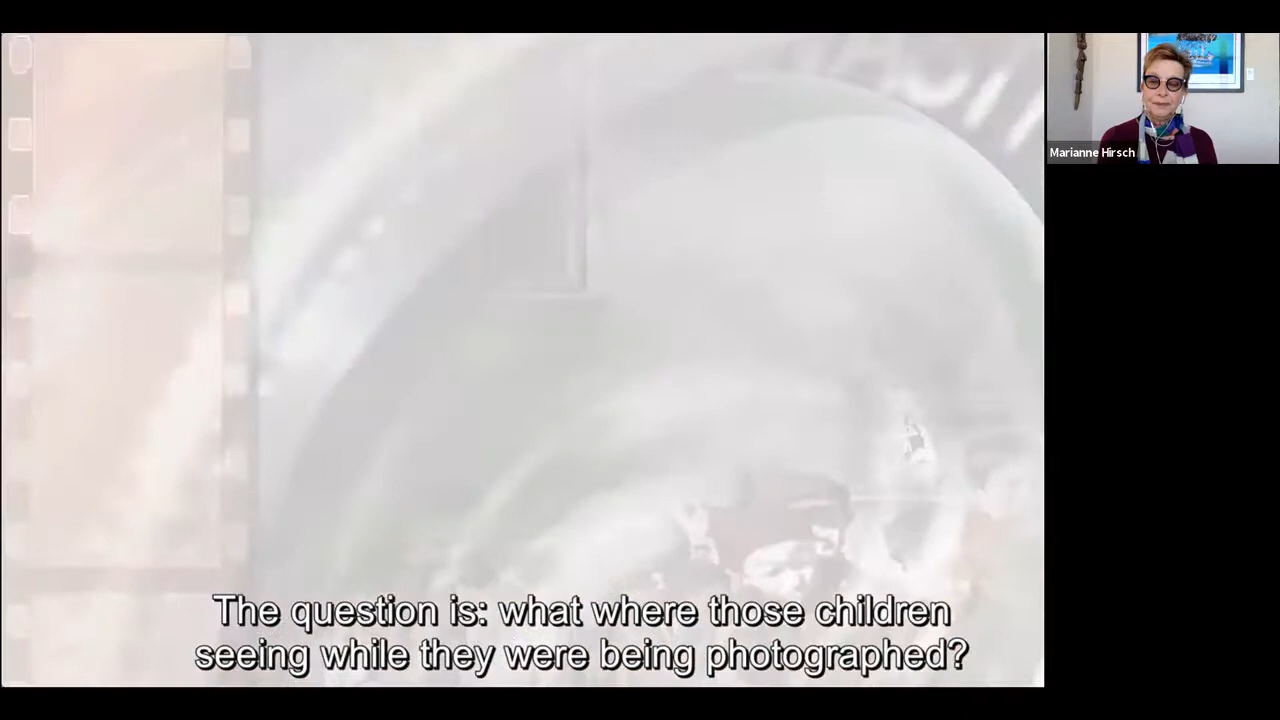 Marianne Hirsch
The question is: what where those children
seeing while they were being photographed?